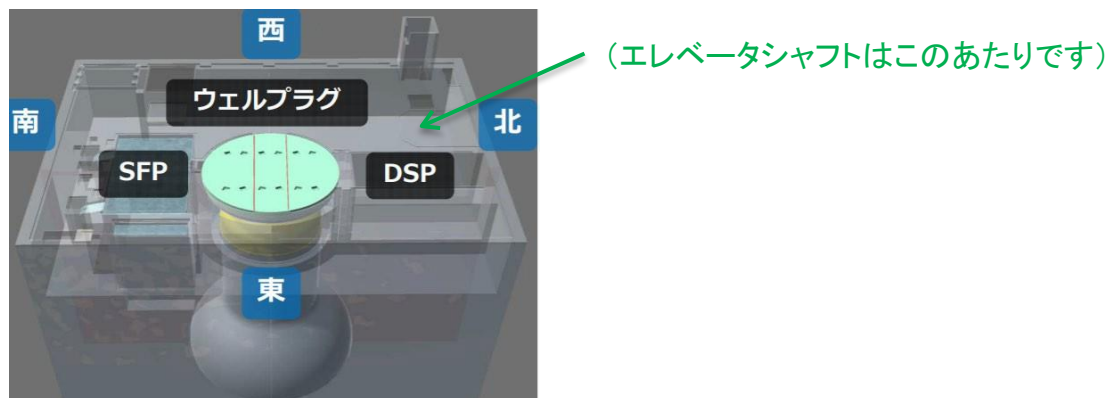 西
（エレベータシャフトはこのあたりです）
ウェルプラグ
南
北
SFP
DSP
東